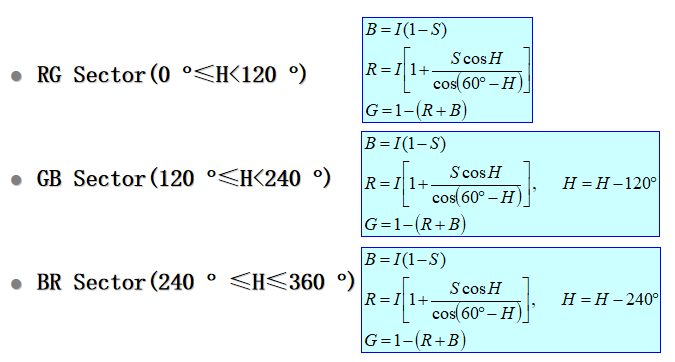 B = I(1−S)
● RG Sector(0 °≤H<120 °) R = I[1+ S cos H / cos(60°−H)]
G = 1−(R+B)
B = I(1−S)
● GB Sector(120 °≤H<240 °) R = I[1+ S cos H / cos(60°−H)], H = H−120°
G = 1−(R+B)
B = I(1−S)
● BR Sector(240 ° ≤H≤360 °) R = I[1+ S cos H / cos(60°−H)], H = H−240°
G = 1−(R+B)